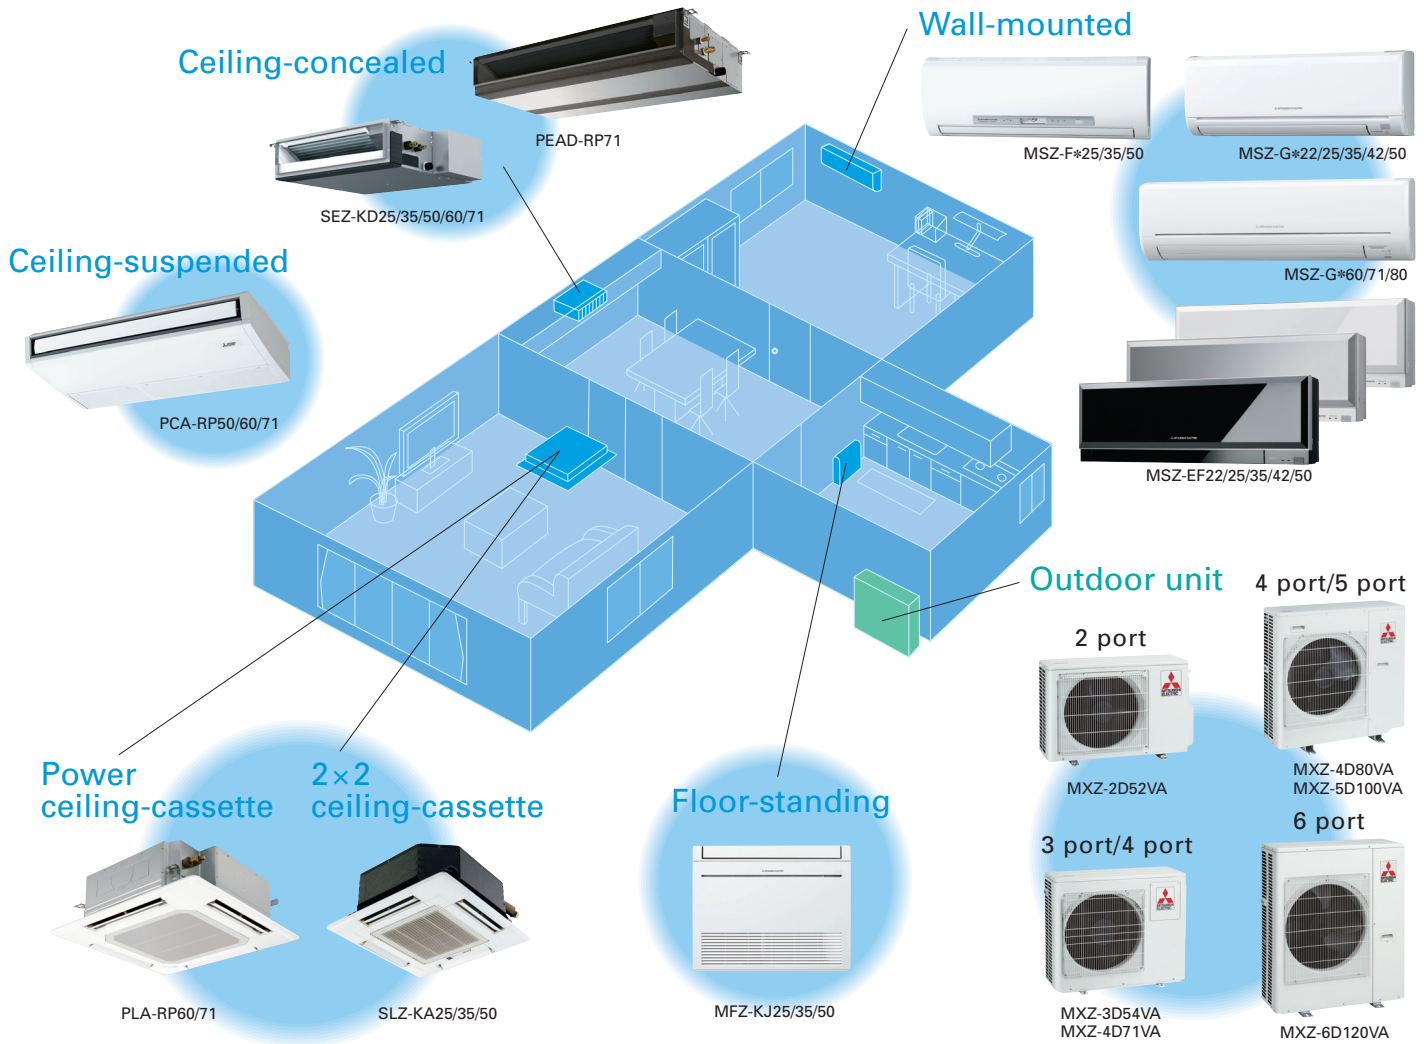 Wall-mounted
Ceiling-concealed
PEAD-RP71
MSZ-F*25/35/50
MSZ-G*22/25/35/42/50
SEZ-KD25/35/50/60/71
Ceiling-suspended
MSZ-G*60/71/80
PCA-RP50/60/71
MSZ-EF22/25/35/42/50
Outdoor unit
4 port/5 port
2 port
MITSUBISHI
ELECTRIC
MXZ-2D52VA
MXZ-4D80VA
MXZ-5D100VA
Power
ceiling-cassette
2×2
ceiling-cassette
Floor-standing
3 port/4 port
6 port
PLA-RP60/71
SLZ-KA25/35/50
MFZ-KJ25/35/50
MXZ-3D54VA
MXZ-4D71VA
MXZ-6D120VA